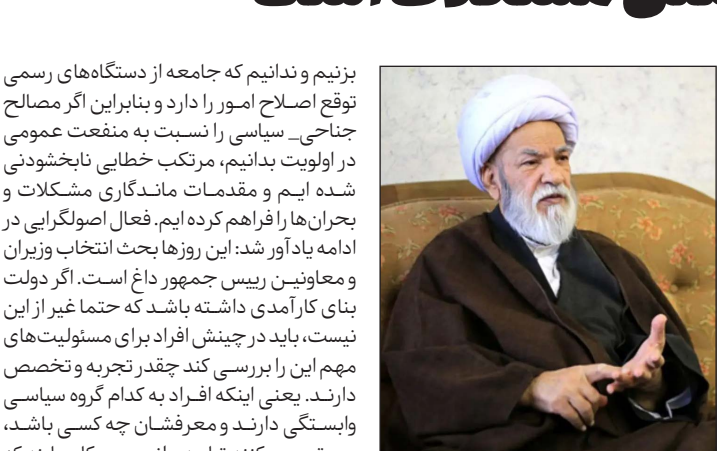 مشکلات است
بزنیم و ندانیم که جامعه از دستگاه‌های رسمی
توقع اصلاح امور را دارد و بنابراین اگر مصالح
جناحی_ سیاسی را نسبت به منفعت عمومی
در اولویت بدانیم، مرتکب خطایی نابخشودنی
شده ایم و مقدمات ماندگاری مشکلات و
بحران‌ها را فراهم کرده ایم. فعال اصولگرایی در
ادامه یادآور شد: این روزها بحث انتخاب وزیران
و معاونین رییس جمهور داغ است. اگر دولت
بنای کارآمدی داشته باشد که حتما غیر از این
نیست، باید در چینش افراد برای مسئولیت‌های
مهم این را بررسی کند چقدر تجربه و تخصص
دارند. یعنی اینکه افراد به کدام گروه سیاسی
وابستگی دارند و معرفشان چه کسی باشد،